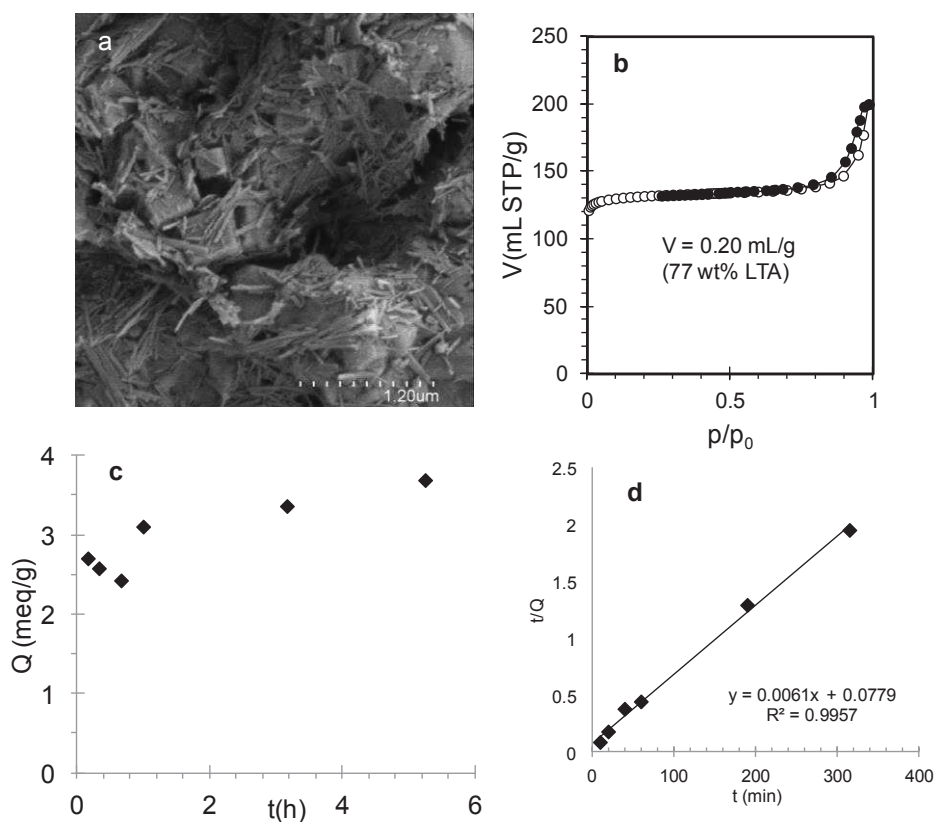 a
1.20um
b
250
200
150
100
50
0
V(mL STP/g)
V = 0.20 mL/g
(77 wt% LTA)
0
0.5
1
p/p0
c
4
3
2
1
0
Q (meq/g)
0
2
4
6
t(h)
d
2.5
2
1.5
1
0.5
0
t/Q
y = 0.0061x + 0.0779
R² = 0.9957
0
100
200
300
400
t (min)